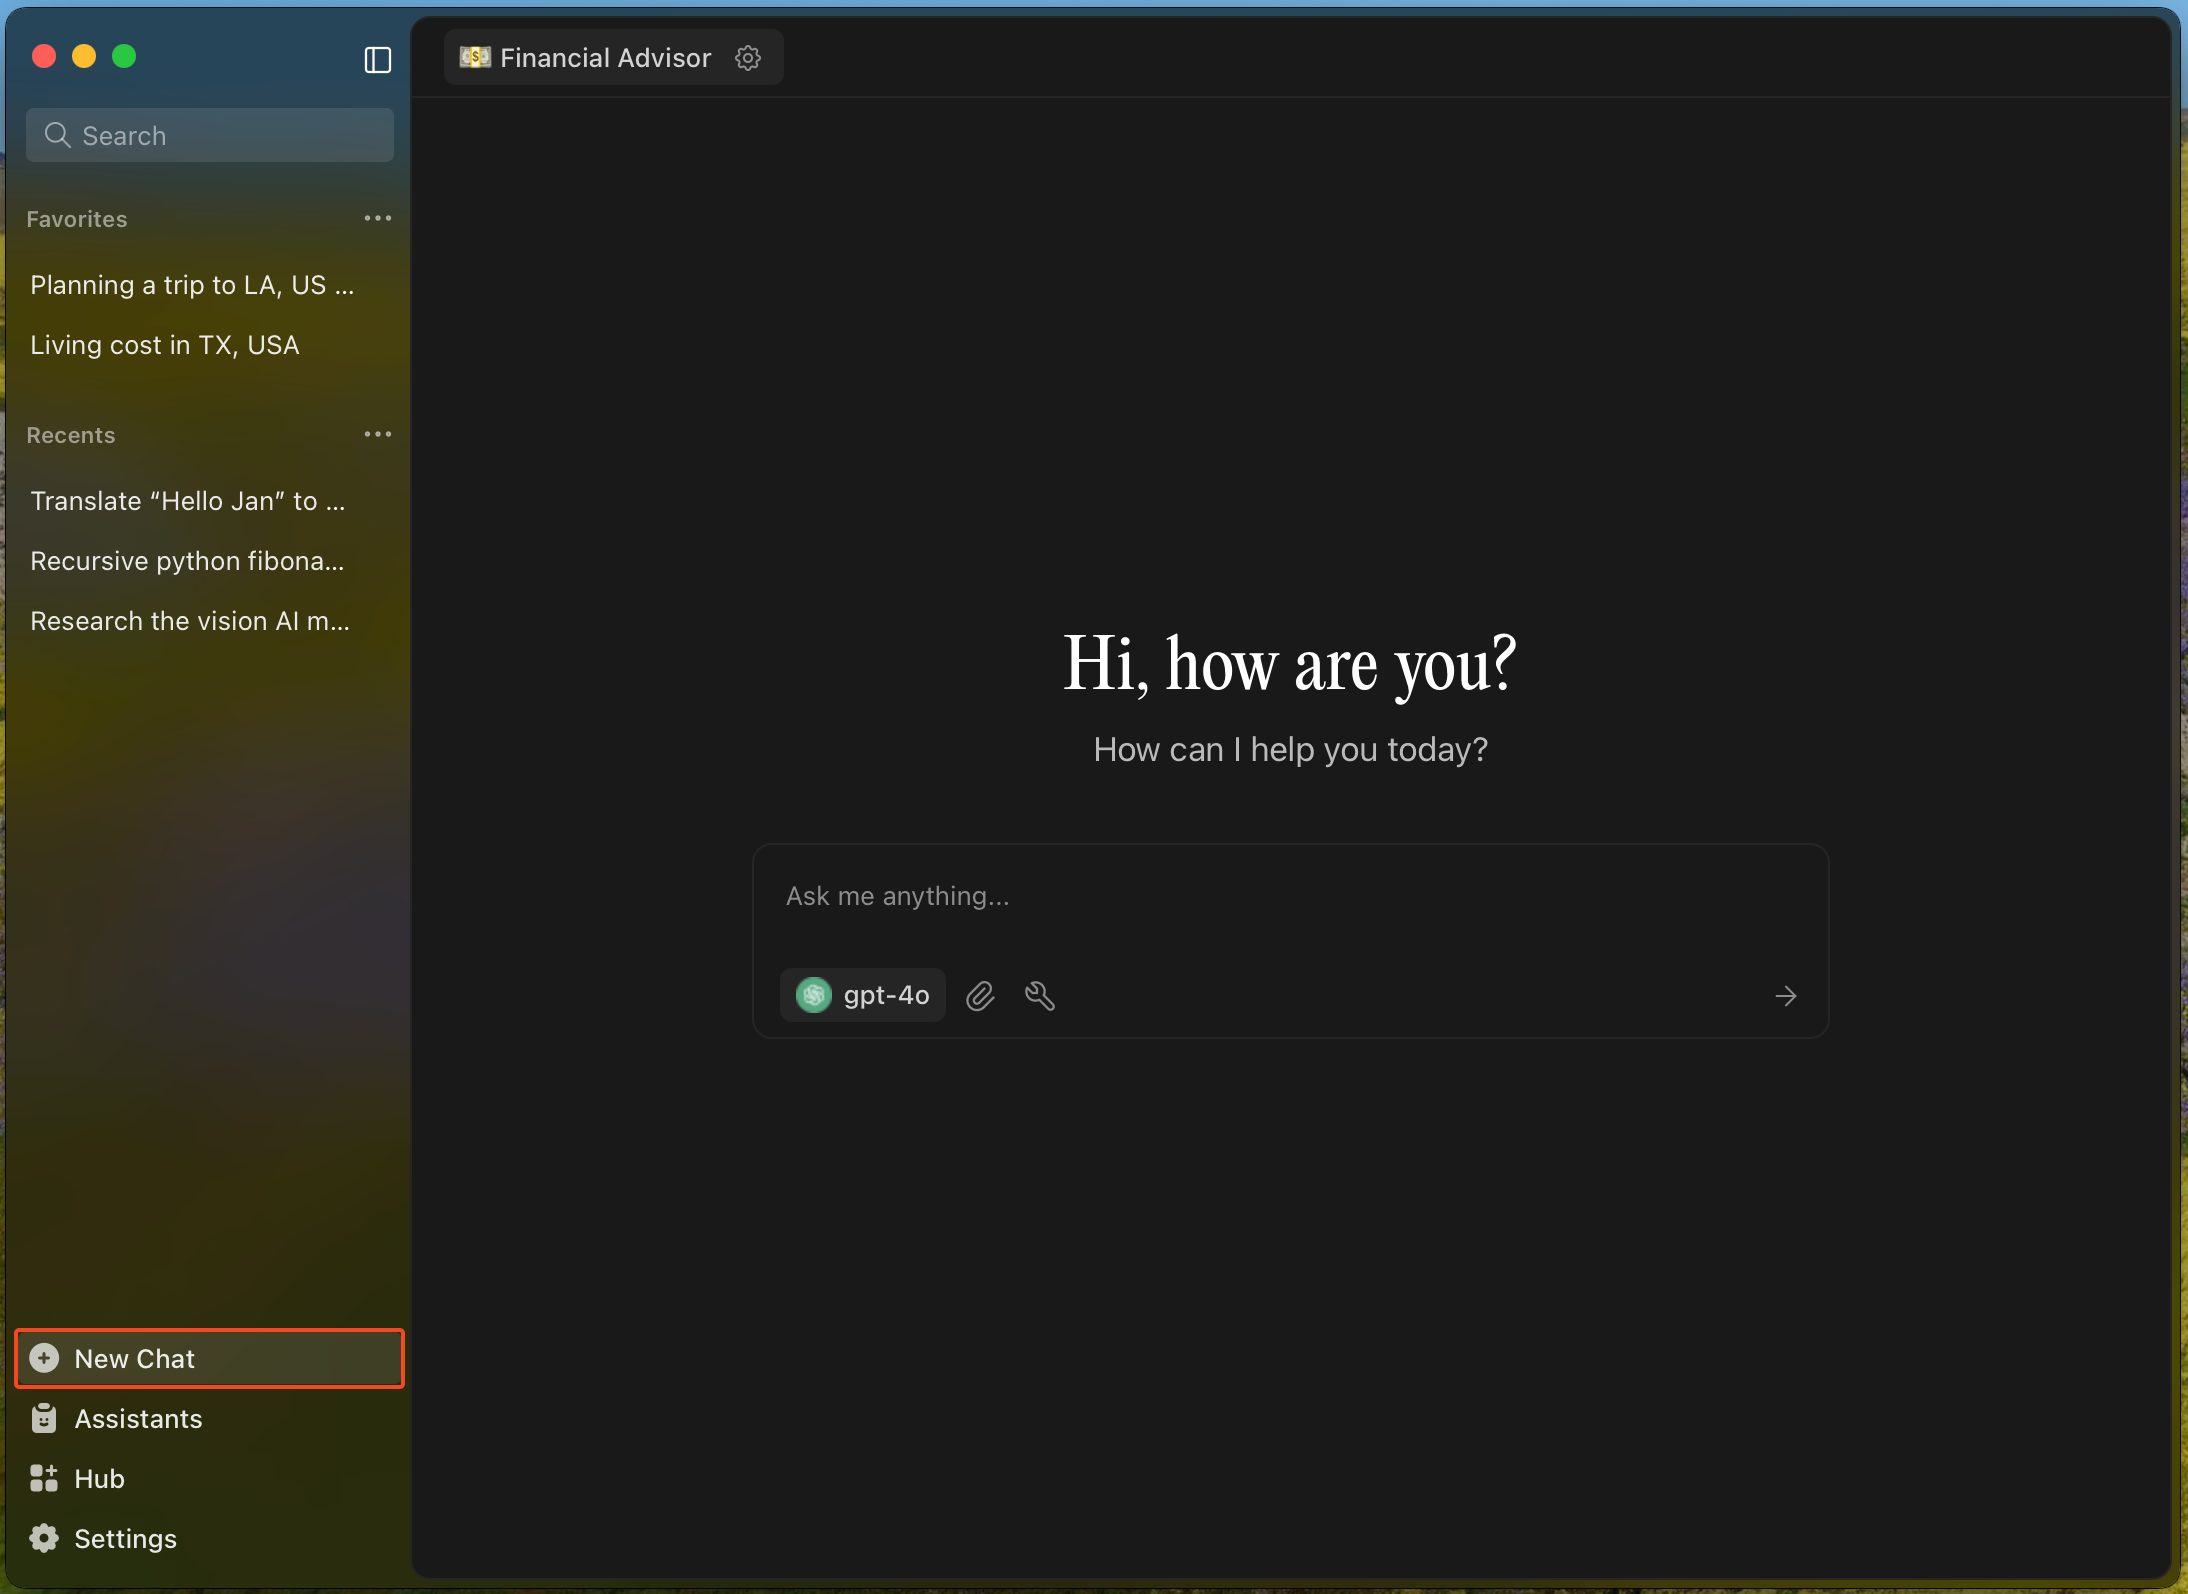 Search
Favorites
Planning a trip to LA, US ...
Living cost in TX, USA
Recents
Translate “Hello Jan” to ...
Recursive python fibona...
Research the vision AI m...
New Chat
Assistants
Hub
Settings
Financial Advisor
Hi, how are you?
How can I help you today?
Ask me anything...
gpt-4o